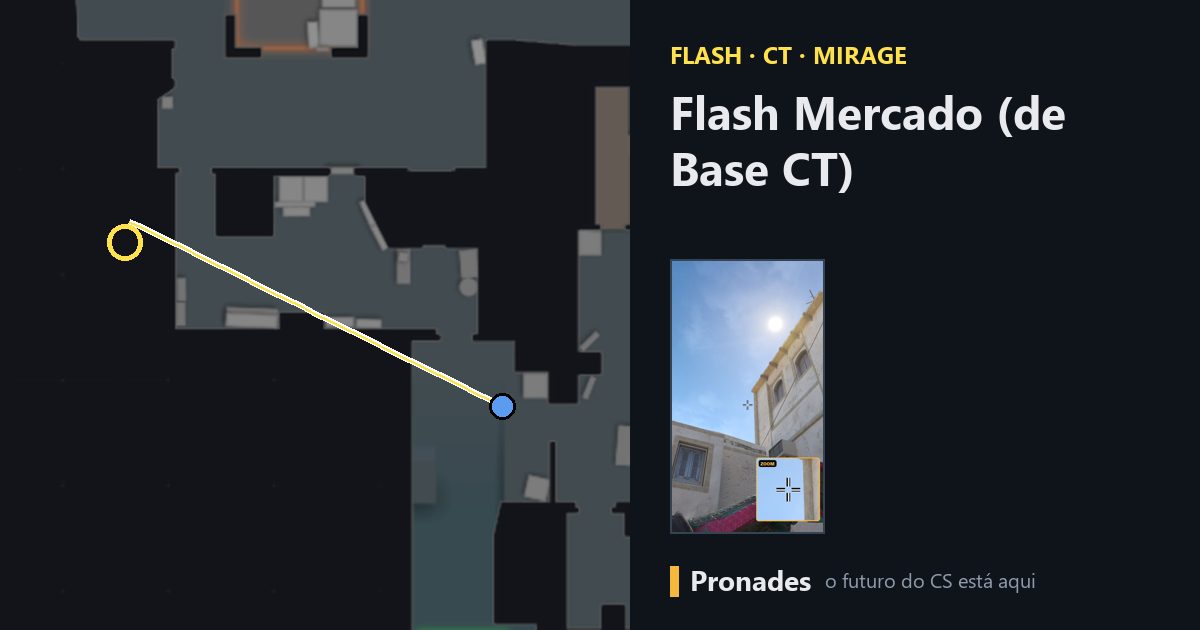 FLASH · CT · MIRAGE
Flash Mercado (de
Base CT)
ZOOM
Pronades o futuro do CS está aqui